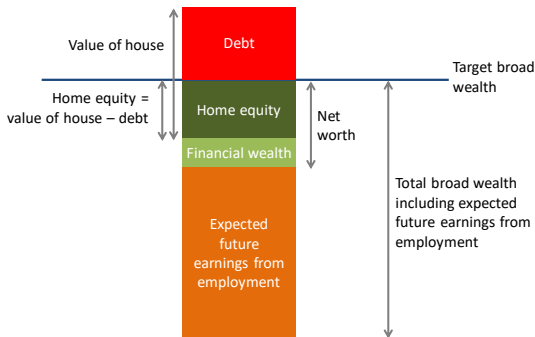 Value of house
Debt
Target broad
wealth
Home equity =
value of house – debt
Home equity
Net
worth
Financial wealth
Total broad wealth
including expected
future earnings from
employment
Expected
future
earnings from
employment